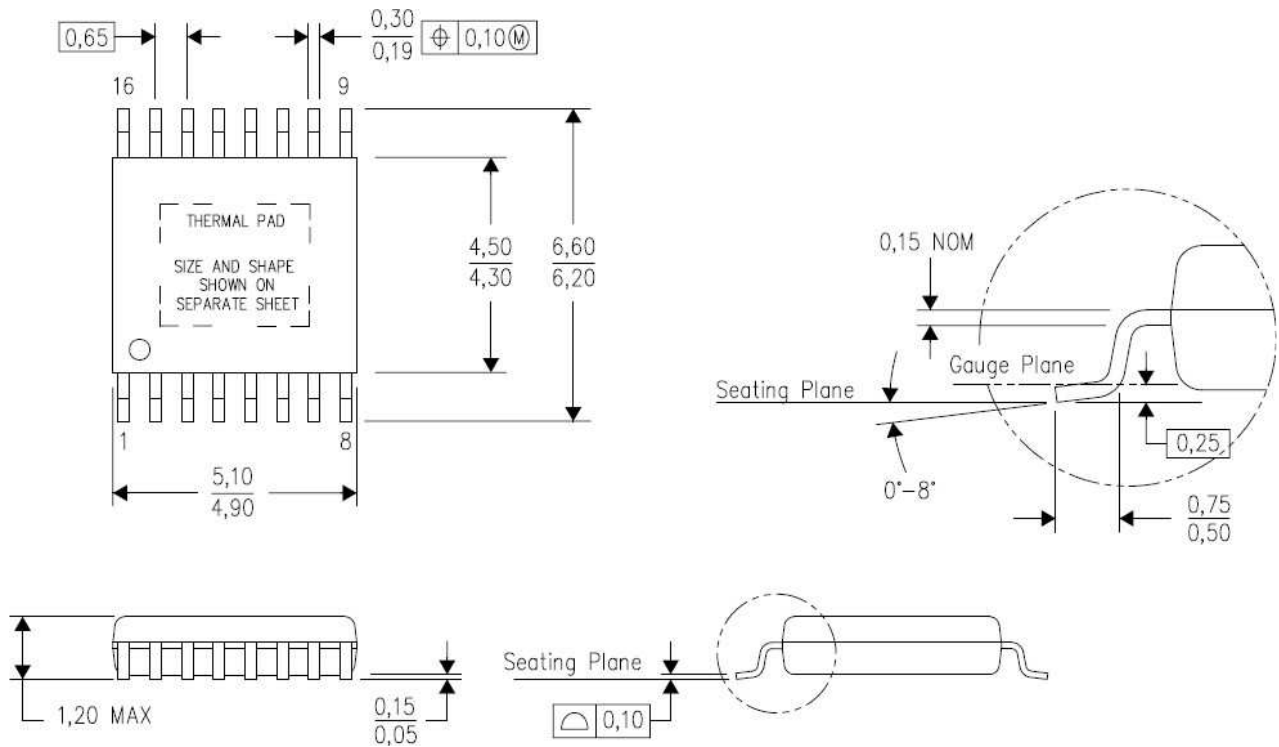 0,65
0,30
0,19
⌖ 0,10 Ⓜ
16
9
THERMAL PAD
SIZE AND SHAPE
SHOWN ON
SEPARATE SHEET
4,50
4,30
6,60
6,20
1
8
5,10
4,90
0,15 NOM
Gauge Plane
Seating Plane
0,25
0°-8°
0,75
0,50
1,20 MAX
0,15
0,05
Seating Plane
⌓ 0,10